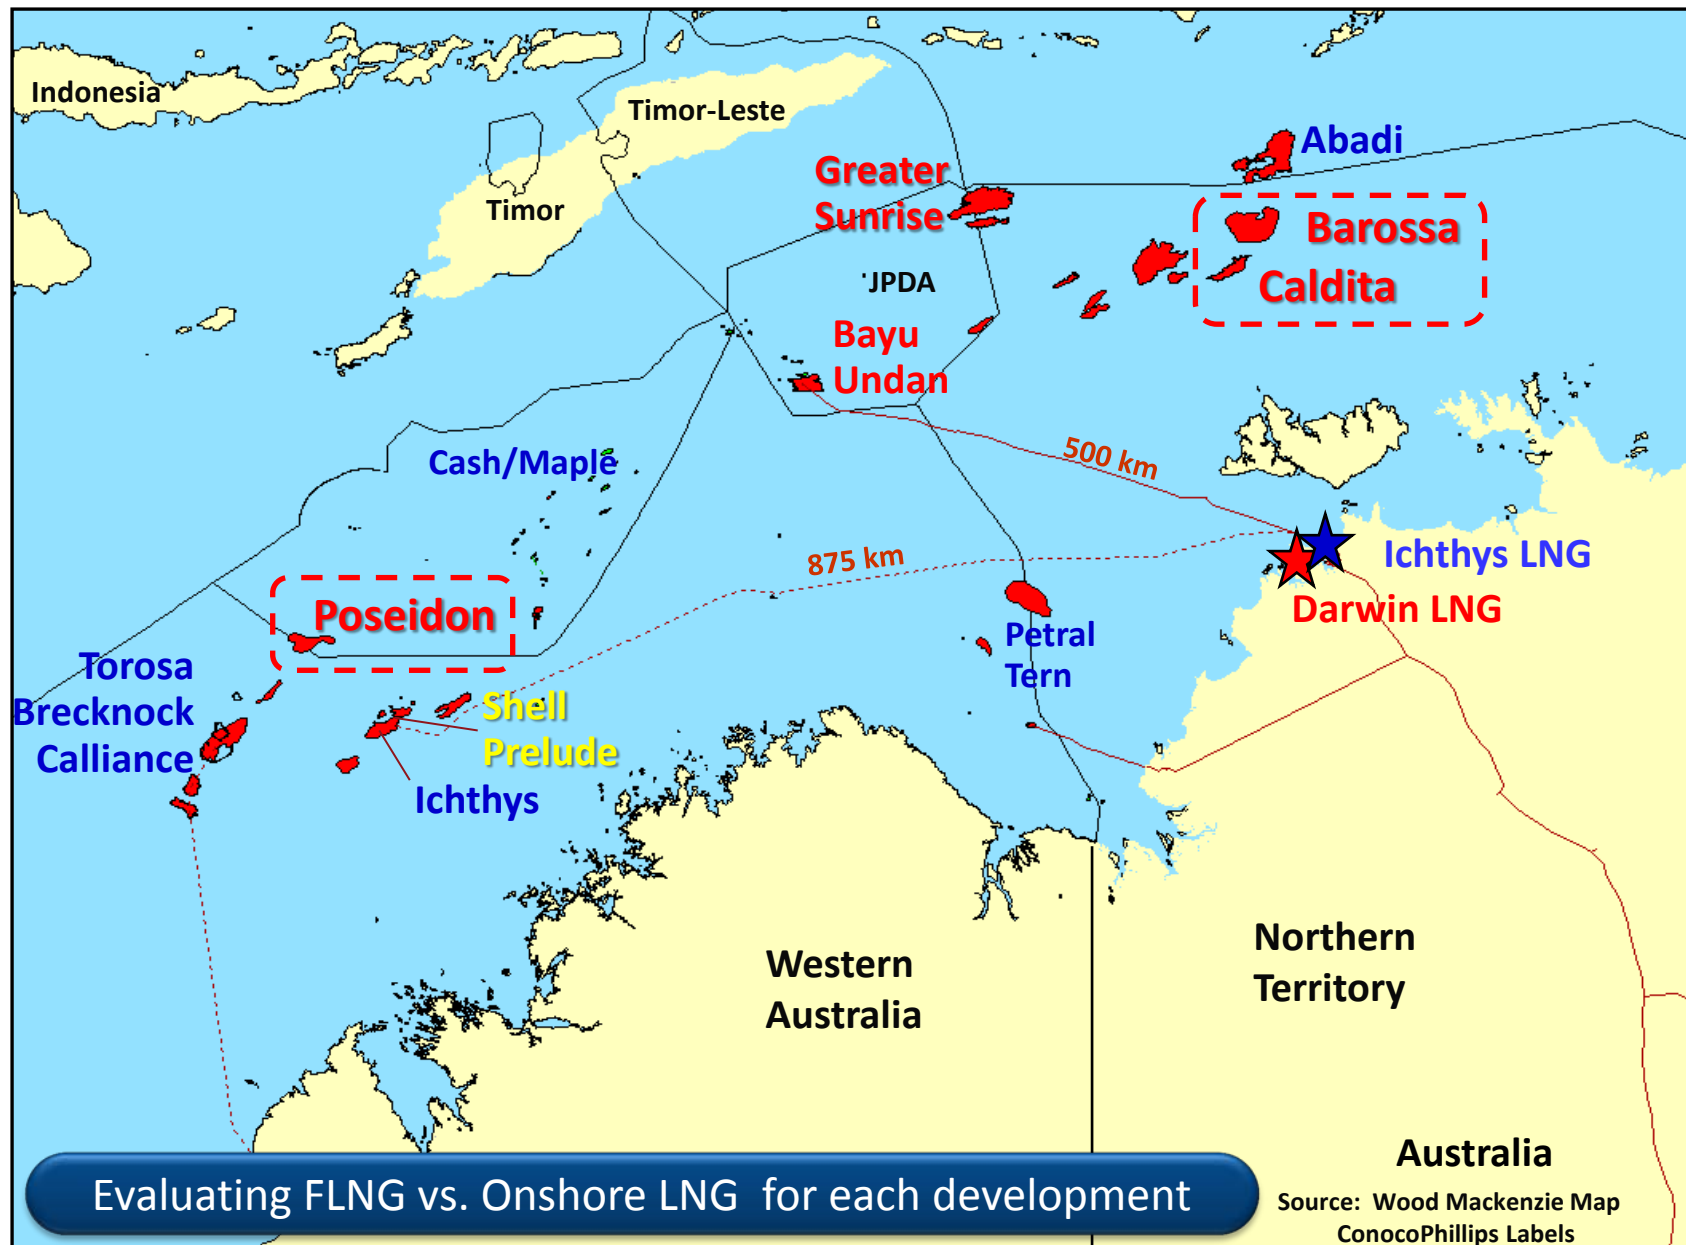 Indonesia
Timor-Leste
Timor
Abadi
Greater
Sunrise
Barossa
Caldita
'JPDA
Bayu
Undan
Cash/Maple
500 km
875 km
Ichthys LNG
Darwin LNG
Poseidon
Petral
Tern
Torosa
Brecknock
Calliance
Shell
Prelude
Ichthys
Western
Australia
Northern
Territory
Australia
Evaluating FLNG vs. Onshore LNG for each development
Source: Wood Mackenzie Map
ConocoPhillips Labels